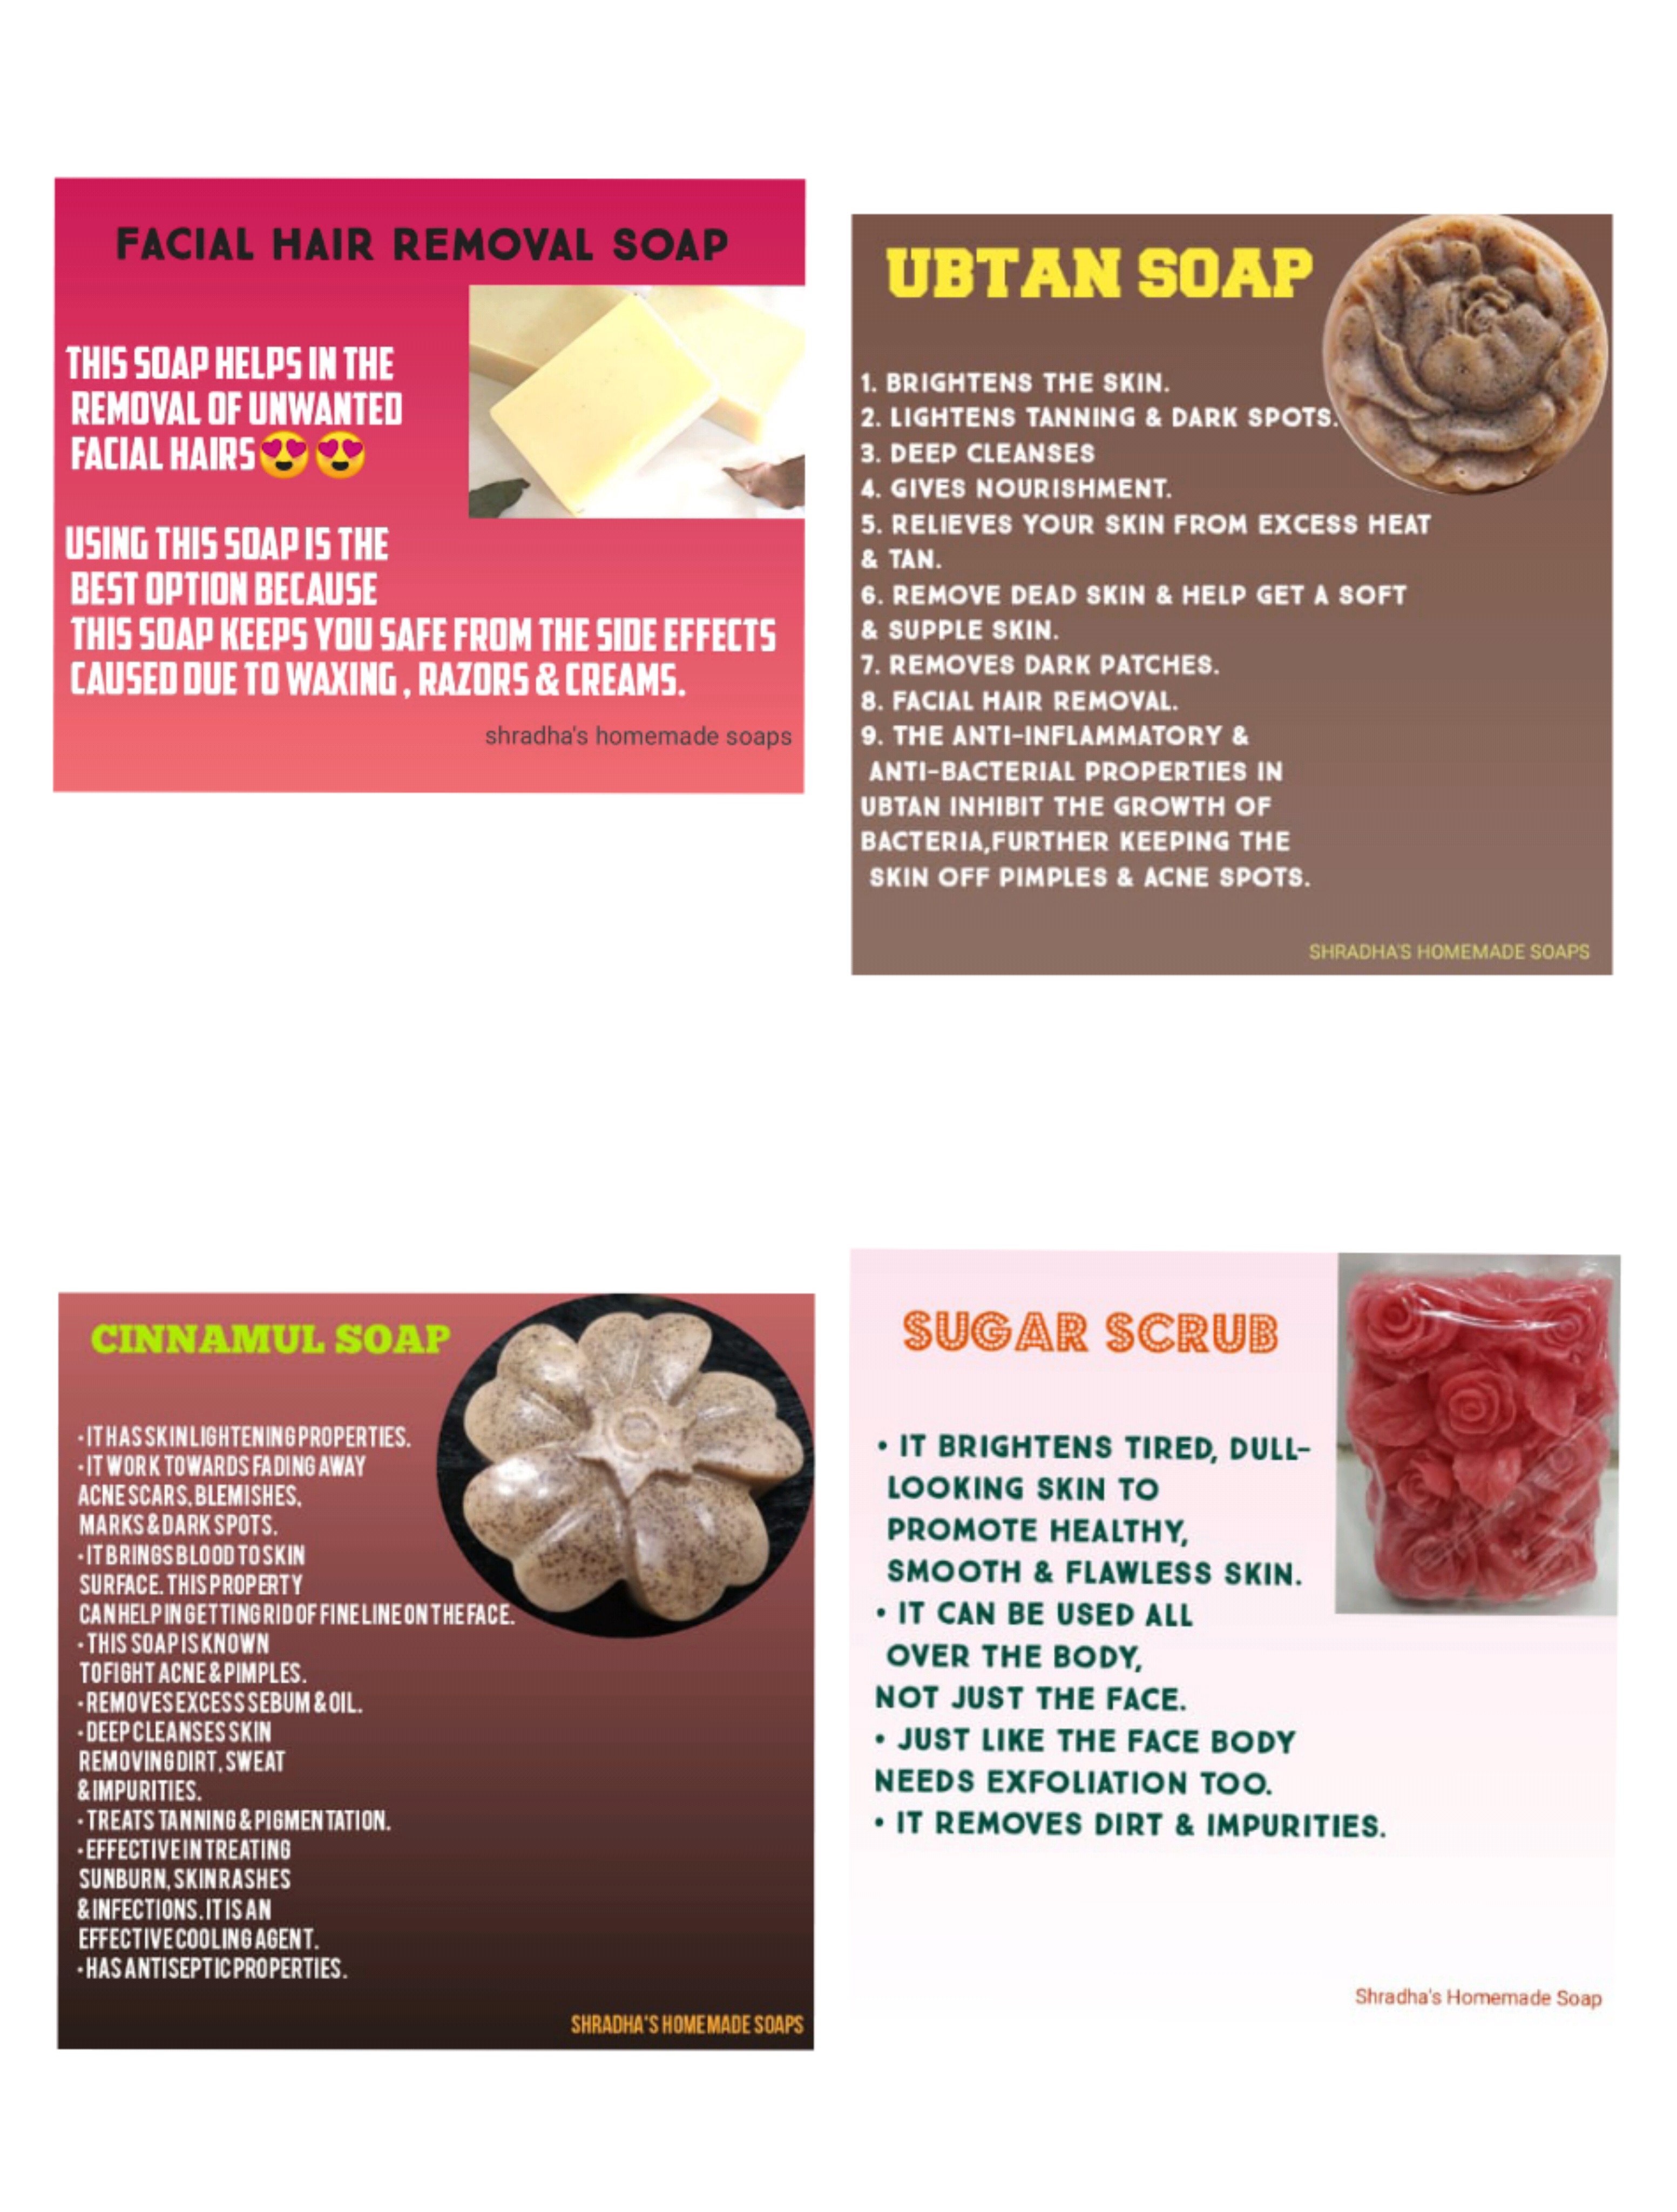 FACIAL HAIR REMOVAL SOAP
THIS SOAP HELPS IN THE
REMOVAL OF UNWANTED
FACIAL HAIRS😍😍
USING THIS SOAP IS THE
BEST OPTION BECAUSE
THIS SOAP KEEPS YOU SAFE FROM THE SIDE EFFECTS
CAUSED DUE TO WAXING , RAZORS & CREAMS.
shradha's homemade soaps
UBTAN SOAP
1. BRIGHTENS THE SKIN.
2. LIGHTENS TANNING & DARK SPOTS.
3. DEEP CLEANSES
4. GIVES NOURISHMENT.
5. RELIEVES YOUR SKIN FROM EXCESS HEAT
& TAN.
6. REMOVE DEAD SKIN & HELP GET A SOFT
& SUPPLE SKIN.
7. REMOVES DARK PATCHES.
8. FACIAL HAIR REMOVAL.
9. THE ANTI-INFLAMMATORY &
ANTI-BACTERIAL PROPERTIES IN
UBTAN INHIBIT THE GROWTH OF
BACTERIA,FURTHER KEEPING THE
SKIN OFF PIMPLES & ACNE SPOTS.
SHRADHA'S HOMEMADE SOAPS
CINNAMUL SOAP
• IT HAS SKIN LIGHTENING PROPERTIES.
• IT WORK TOWARDS FADING AWAY
ACNE SCARS, BLEMISHES,
MARKS & DARK SPOTS.
• IT BRINGS BLOOD TO SKIN
SURFACE. THIS PROPERTY
CAN HELP IN GETTING RID OF FINE LINE ON THE FACE.
• THIS SOAP IS KNOWN
TO FIGHT ACNE & PIMPLES.
• REMOVES EXCESS SEBUM & OIL.
• DEEP CLEANSES SKIN
REMOVING DIRT, SWEAT
& IMPURITIES.
• TREATS TANNING & PIGMENTATION.
• EFFECTIVE IN TREATING
SUNBURN, SKIN RASHES
& INFECTIONS. IT IS AN
EFFECTIVE COOLING AGENT.
• HAS ANTISEPTIC PROPERTIES.
SHRADHA'S HOMEMADE SOAPS
SUGAR SCRUB
• IT BRIGHTENS TIRED, DULL-
LOOKING SKIN TO
PROMOTE HEALTHY,
SMOOTH & FLAWLESS SKIN.
• IT CAN BE USED ALL
OVER THE BODY,
NOT JUST THE FACE.
• JUST LIKE THE FACE BODY
NEEDS EXFOLIATION TOO.
• IT REMOVES DIRT & IMPURITIES.
Shradha's Homemade Soap